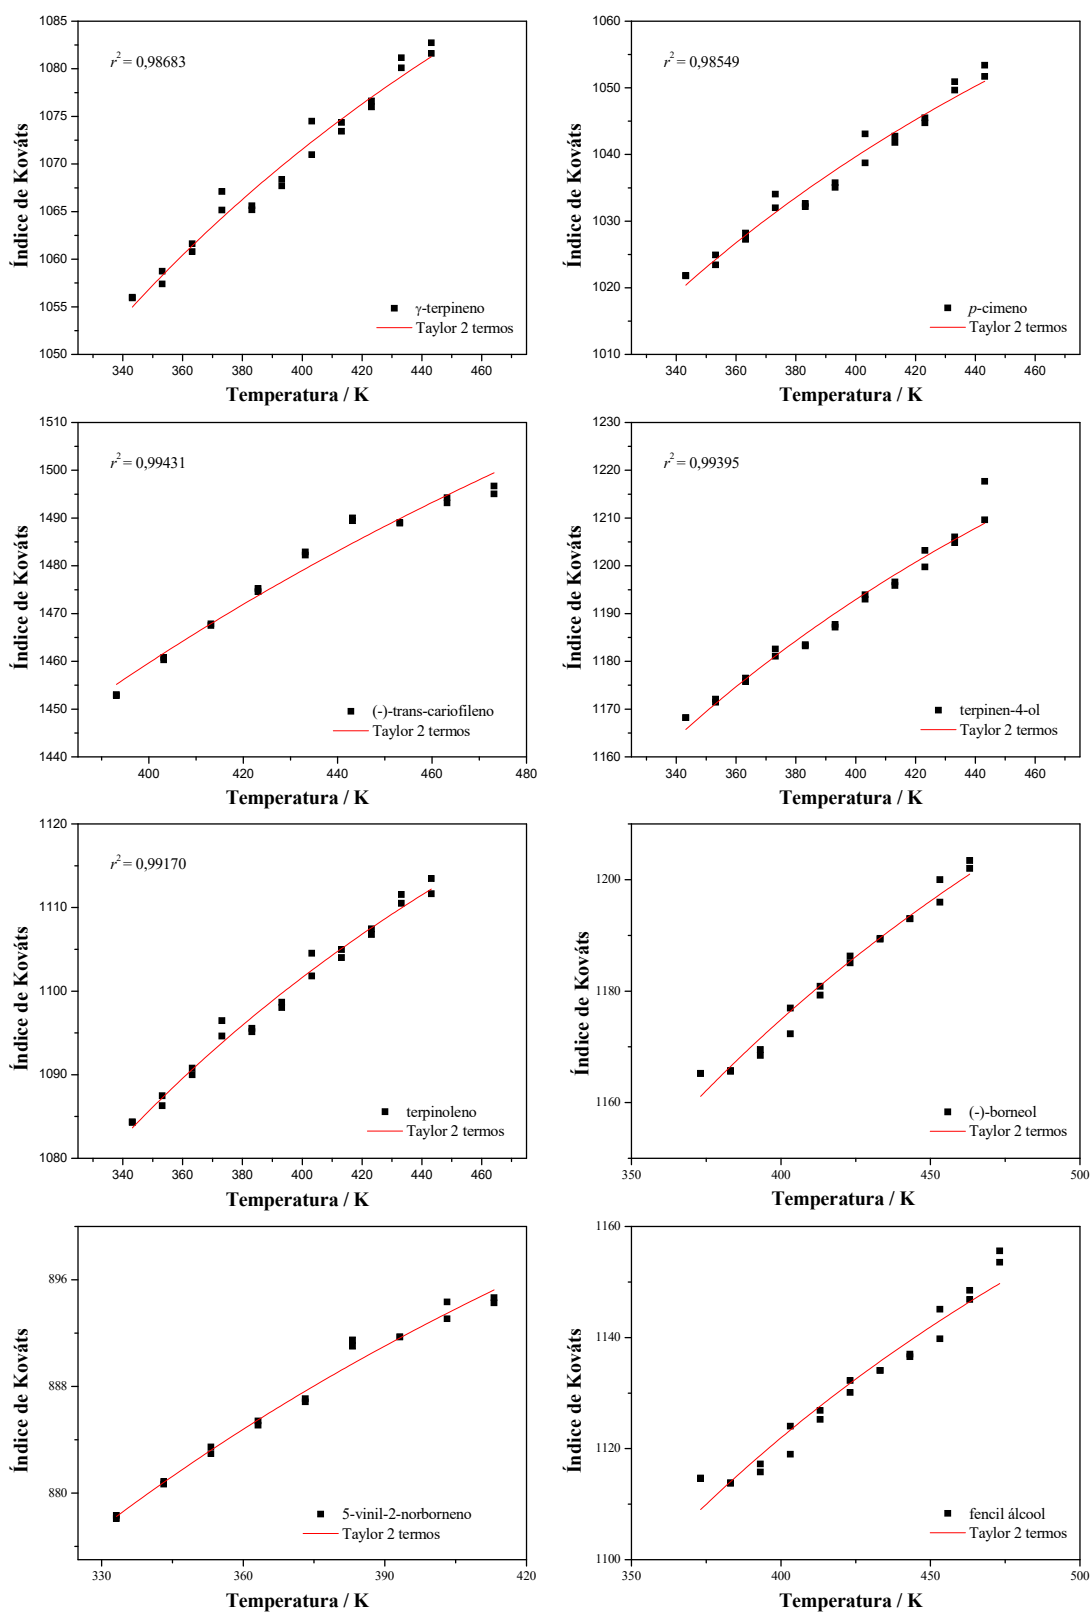 1085
1080
1075
1070
1065
1060
1055
1050
Índice de Kováts
r² = 0,98683
γ-terpineno
Taylor 2 termos
340 360 380 400 420 440 460
Temperatura / K
1060
1050
1040
1030
1020
1010
Índice de Kováts
r² = 0,98549
p-cimeno
Taylor 2 termos
340 360 380 400 420 440 460
Temperatura / K
1510
1500
1490
1480
1470
1460
1450
1440
Índice de Kováts
r² = 0,99431
(-)-trans-cariofileno
Taylor 2 termos
400 420 440 460 480
Temperatura / K
1230
1220
1210
1200
1190
1180
1170
1160
Índice de Kováts
r² = 0,99395
terpinen-4-ol
Taylor 2 termos
340 360 380 400 420 440 460
Temperatura / K
1120
1110
1100
1090
1080
Índice de Kováts
r² = 0,99170
terpinoleno
Taylor 2 termos
340 360 380 400 420 440 460
Temperatura / K
1200
1180
1160
Índice de Kováts
(-)-borneol
Taylor 2 termos
350 400 450 500
Temperatura / K
896
888
880
Índice de Kováts
5-vinil-2-norborneno
Taylor 2 termos
330 360 390 420
Temperatura / K
1160
1140
1120
1100
Índice de Kováts
fencil álcool
Taylor 2 termos
350 400 450 500
Temperatura / K